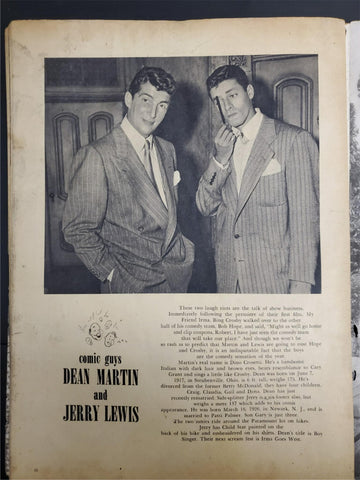 comic guys
DEAN MARTIN
and
JERRY LEWIS
These two laugh riots are the talk of show business.
Immediately following the premiere of their first film, My
Friend Irma, Bing Crosby walked over to the other
half of his comedy team, Bob Hope, and said, "Might as well go home
and clip coupons, Robert, I have just seen the comedy team
that will take our place." And though we won't be
so rash as to predict that Martin and Lewis are going to oust Hope
and Crosby, it is an indisputable fact that the boys
are the comedy sensation of the year.
Martin's real name is Dino Crocetti. He's a handsome
Italian with dark hair and brown eyes, bears resemblance to Cary
Grant and sings a little like Crosby. Dean was born on June 7,
1917, in Steubenville, Ohio, is 6 ft. tall, weighs 175. He's
divorced from the former Betty McDonald, they have four children,
Craig, Claudia, Gail and Dana. Dean has just
recently remarried. Side-splitter Jerry is
weighs a mere 137 which adds to his comic
appearance. He was born March 16, 1926, in Newark, N. J., and is
married to Patti Palmer. Son Gary is just three.
The two zanies ride around the Paramount lot on bikes.
Jerry has Child Star painted on the
back of his bike and embroidered on his shirts. Dean's title is Boy
Singer. Their next scream fest is Irma Goes West.